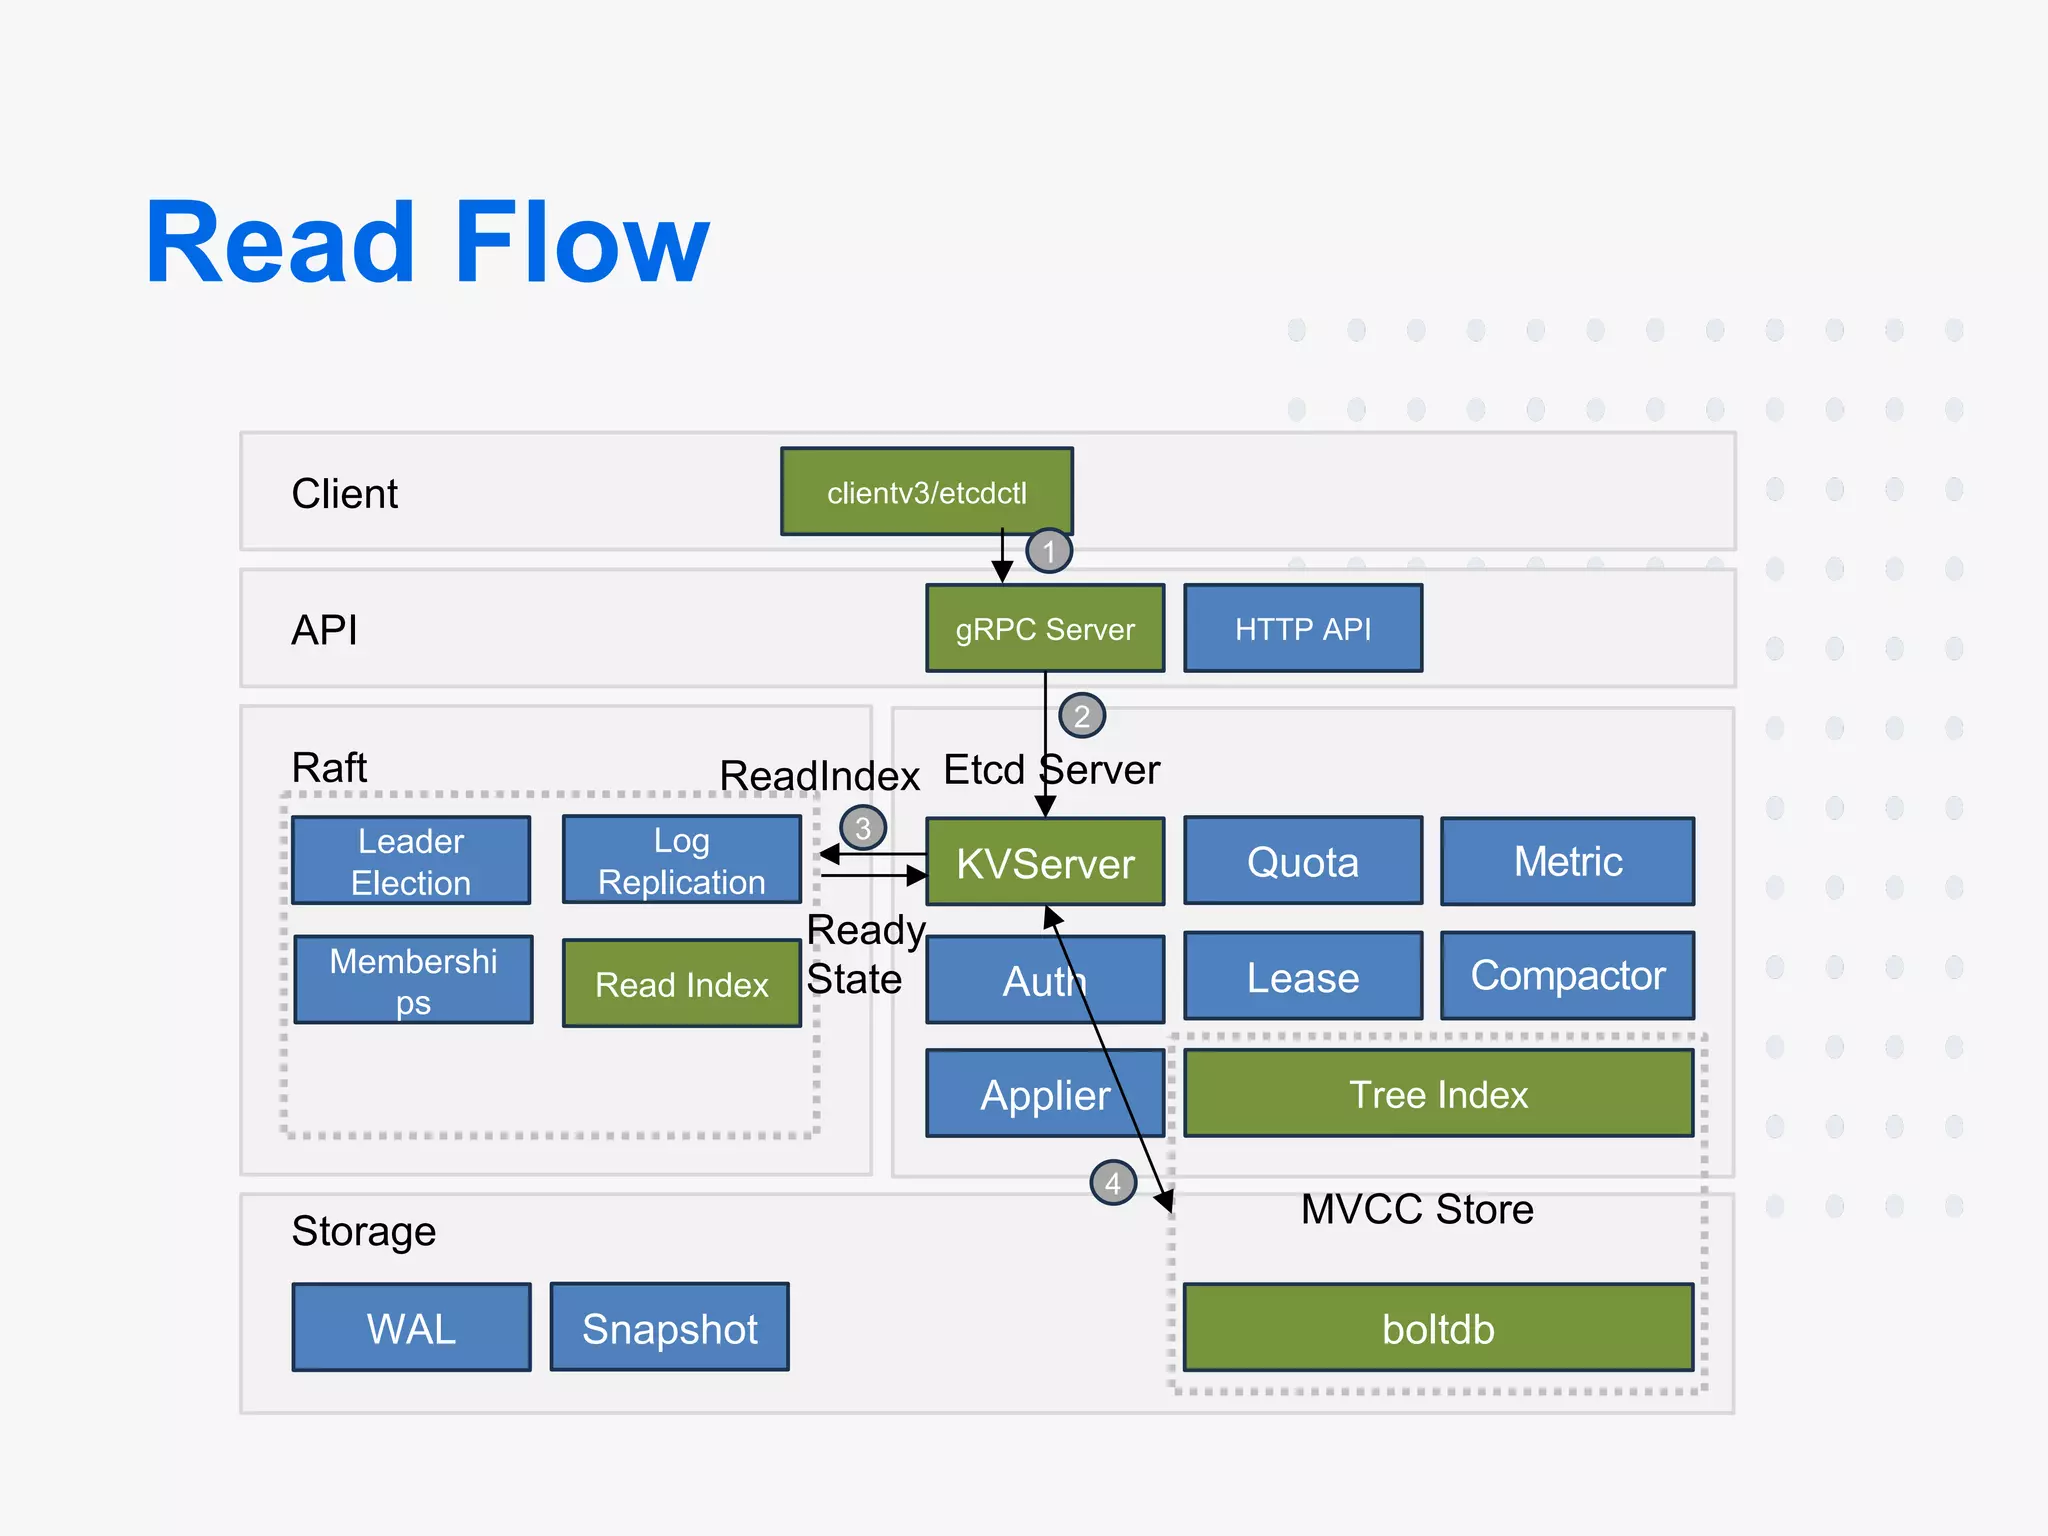 Read Flow
Client
clientv3/etcdctl
1
API
gRPC Server
HTTP API
2
Raft
ReadIndex
Etcd Server
Leader
Election
Log
Replication
3
KVServer
Quota
Metric
Membershi
ps
Read Index
Ready
State
Auth
Lease
Compactor
Applier
Tree Index
4
MVCC Store
Storage
WAL
Snapshot
boltdb